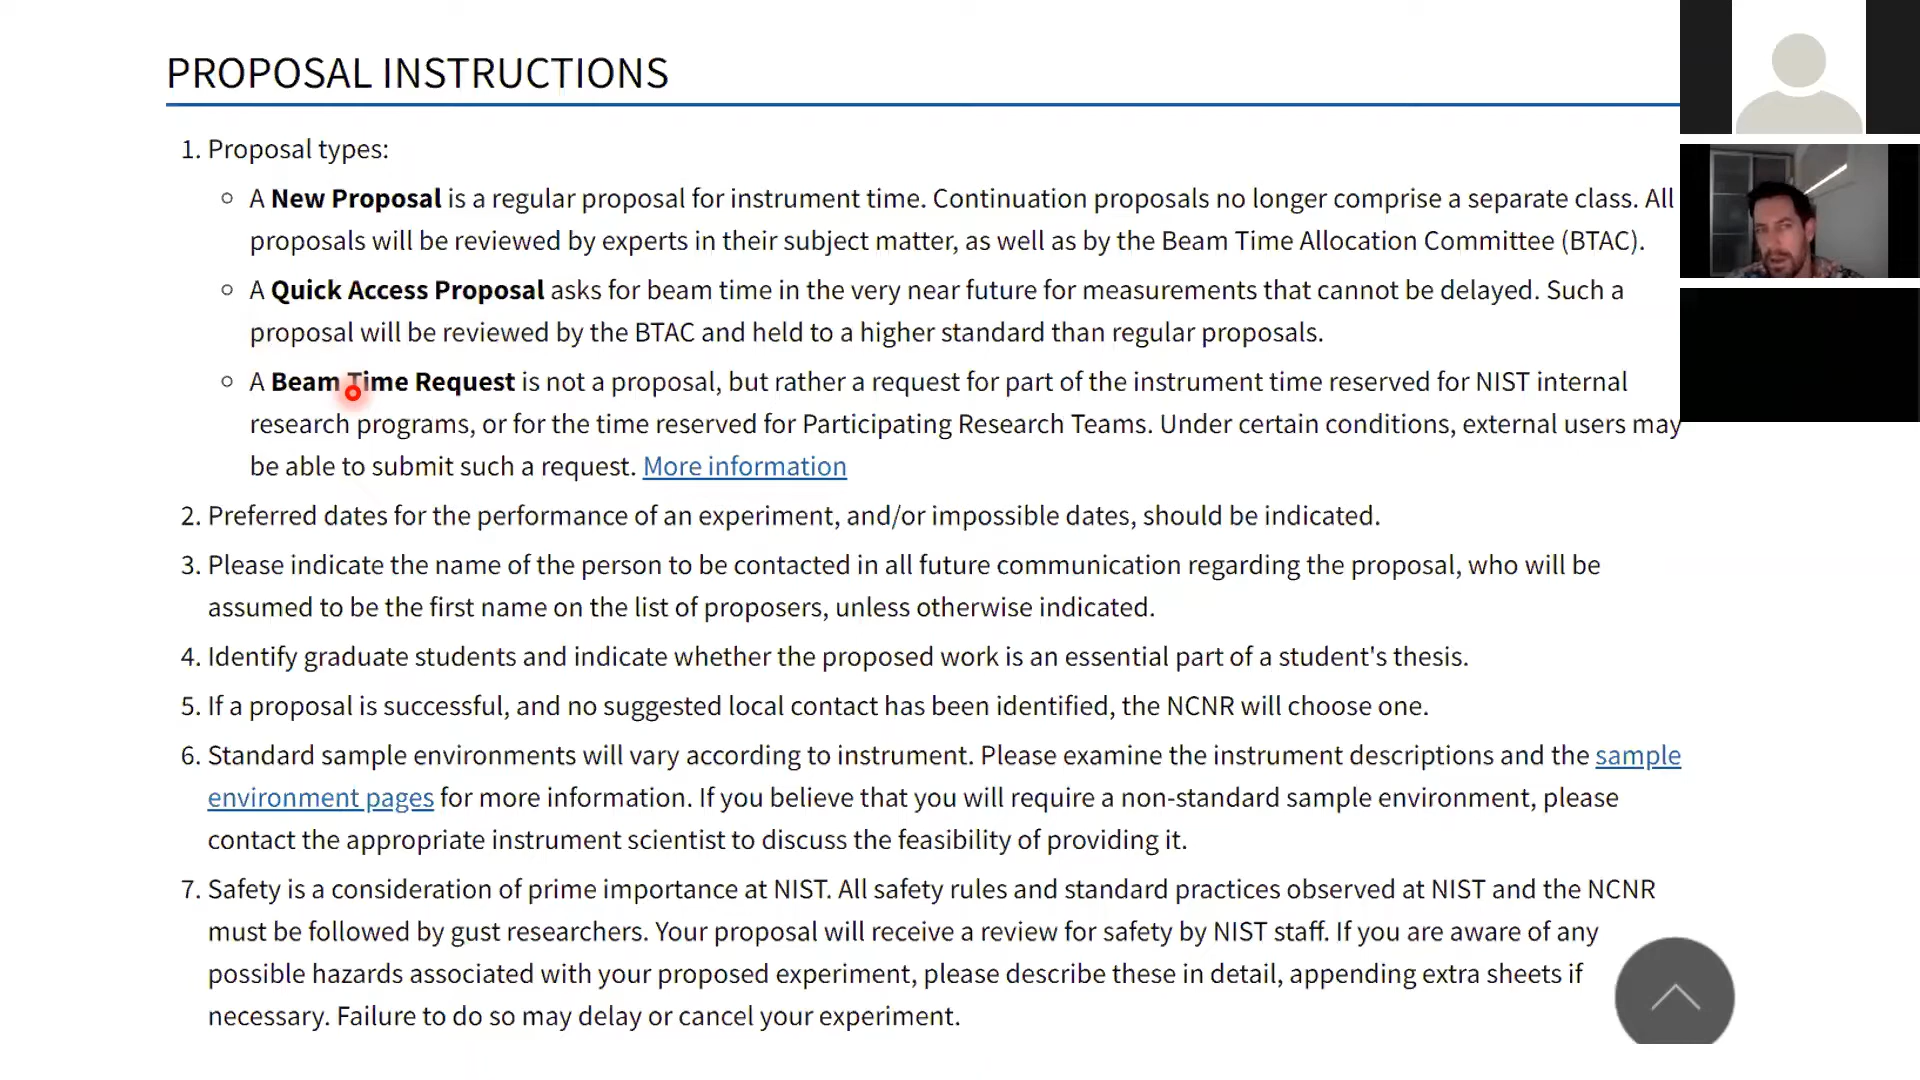 PROPOSAL INSTRUCTIONS
1. Proposal types:
A New Proposal is a regular proposal for instrument time. Continuation proposals no longer comprise a separate class. All
proposals will be reviewed by experts in their subject matter, as well as by the Beam Time Allocation Committee (BTAC).
A Quick Access Proposal asks for beam time in the very near future for measurements that cannot be delayed. Such a
proposal will be reviewed by the BTAC and held to a higher standard than regular proposals.
A Beam Time Request is not a proposal, but rather a request for part of the instrument time reserved for NIST internal
research programs, or for the time reserved for Participating Research Teams. Under certain conditions, external users may
be able to submit such a request. More information
2. Preferred dates for the performance of an experiment, and/or impossible dates, should be indicated.
3. Please indicate the name of the person to be contacted in all future communication regarding the proposal, who will be
assumed to be the first name on the list of proposers, unless otherwise indicated.
4. Identify graduate students and indicate whether the proposed work is an essential part of a student's thesis.
5. If a proposal is successful, and no suggested local contact has been identified, the NCNR will choose one.
6. Standard sample environments will vary according to instrument. Please examine the instrument descriptions and the sample
environment pages for more information. If you believe that you will require a non-standard sample environment, please
contact the appropriate instrument scientist to discuss the feasibility of providing it.
7. Safety is a consideration of prime importance at NIST. All safety rules and standard practices observed at NIST and the NCNR
must be followed by gust researchers. Your proposal will receive a review for safety by NIST staff. If you are aware of any
possible hazards associated with your proposed experiment, please describe these in detail, appending extra sheets if
necessary. Failure to do so may delay or cancel your experiment.